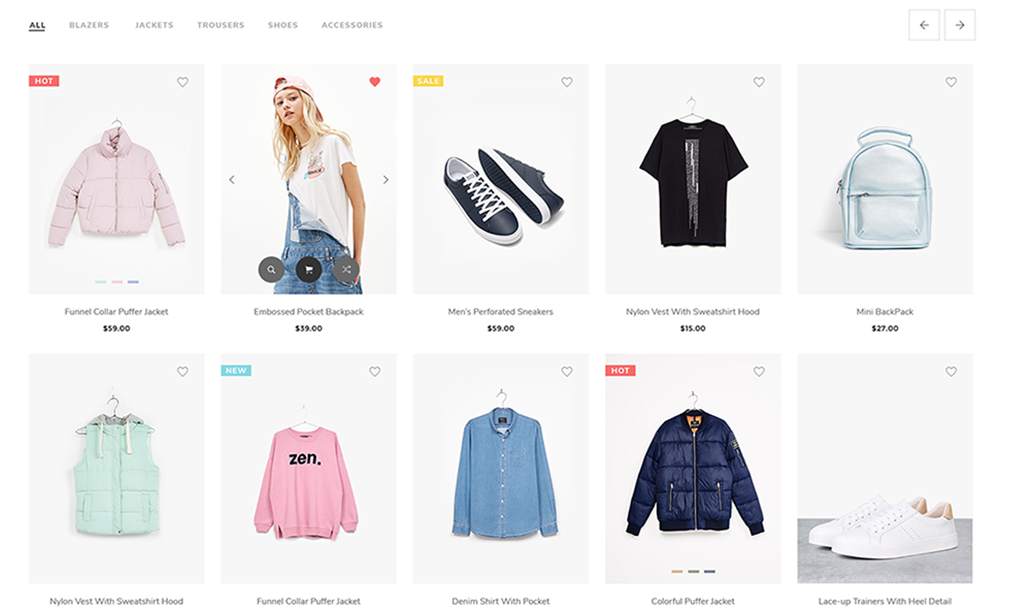 ALL BLAZERS JACKETS TROUSERS SHOES ACCESSORIES
HOT
SALE
Funnel Collar Puffer Jacket
$59.00
Embossed Pocket Backpack
$39.00
Men's Perforated Sneakers
$59.00
Nylon Vest With Sweatshirt Hood
$15.00
Mini BackPack
$27.00
NEW
HOT
zen.
Nylon Vest With Sweatshirt Hood
Funnel Collar Puffer Jacket
Denim Shirt With Pocket
Colorful Puffer Jacket
Lace-up Trainers With Heel Detail